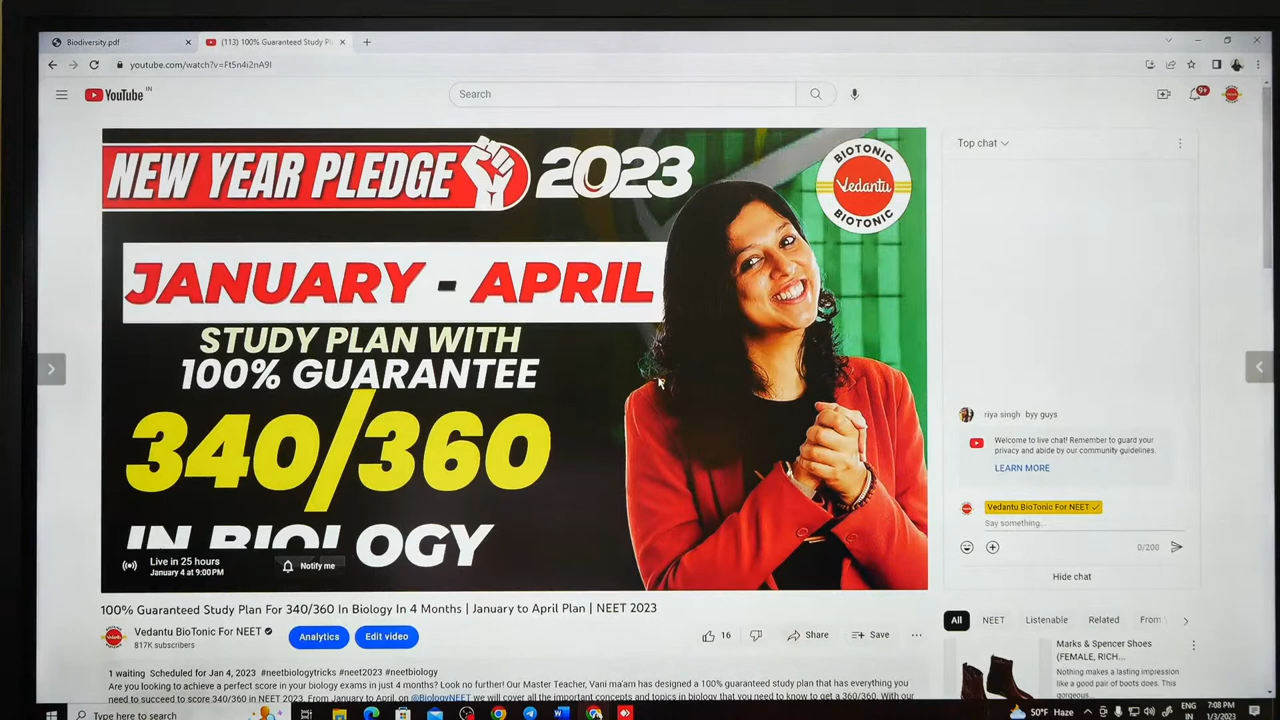 Biodiversity.pdf
(113) 100% Guaranteed Study Pl
youtube.com/watch?v=Ft5n4i2nA9I
YouTube IN
Search
9+
NEW YEAR PLEDGE 2023
BIOTONIC
Vedantu
BIOTONIC
JANUARY - APRIL
STUDY PLAN WITH
100% GUARANTEE
340/360
IN BIOLOGY
Live in 25 hours
January 4 at 9:00PM
Notify me
Top chat
riya singh byy guys
Welcome to live chat! Remember to guard your
privacy and abide by our community guidelines.
LEARN MORE
Vedantu BioTonic For NEET
Say something...
0/200
Hide chat
100% Guaranteed Study Plan For 340/360 In Biology In 4 Months | January to April Plan | NEET 2023
Vedantu BioTonic For NEET
817K subscribers
Analytics
Edit video
16
Share
Save
All
NEET
Listenable
Related
From
1 waiting Scheduled for Jan 4, 2023 #neetbiologytricks #neet2023 #neetbiology
Are you looking to achieve a perfect score in your biology exams in just 4 months? Look no further! Our Master Teacher, Vani ma'am has designed a 100% guaranteed study plan that has everything you
need to succeed to score 340/360 in NEET 2023. From January to April, on @BiologyNEET we will cover all the important concepts and topics in biology that you need to know to get a 360/360. With our
Marks & Spencer Shoes
(FEMALE, RICH...
Nothing makes a lasting impression
like a good pair of boots does. This
gorgeous...
Type here to search
50°F Haze
ENG
IN
7:08 PM
1/3/2023